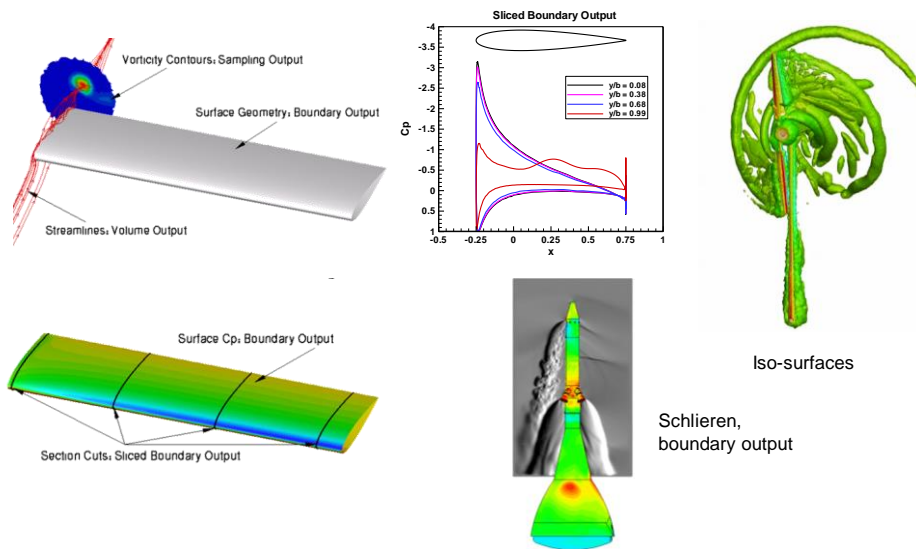 Vorticity Contours: Sampling Output
Surface Geometry: Boundary Output
Streamlines: Volume Output
Sliced Boundary Output
-4
-3.5
-3
-2.5
-2
-1.5
-1
-0.5
0
0.5
1
Cp
y/b = 0.08
y/b = 0.38
y/b = 0.68
y/b = 0.99
-0.5
-0.25
0
0.25
0.5
0.75
1
x
Iso-surfaces
Surface Cp: Boundary Output
Section Cuts: Sliced Boundary Output
Schlieren,
boundary output